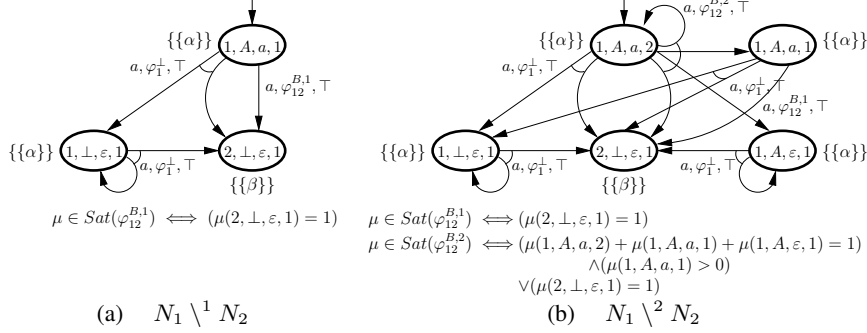 {{α}} 1, A, a, 1
a, φ₁^⊥, ⊤
a, φ₁₂^{B,1}, ⊤
{{α}} 1, ⊥, ε, 1
2, ⊥, ε, 1
a, φ₁^⊥, ⊤
{{β}}
μ ∈ Sat(φ₁₂^{B,1}) ⟺ (μ(2, ⊥, ε, 1) = 1)
(a) N₁ \¹ N₂
a, φ₁₂^{B,2}, ⊤
{{α}} 1, A, a, 2
1, A, a, 1 {{α}}
a, φ₁^⊥, ⊤
a, φ₁^⊥, ⊤
a, φ₁₂^{B,1}, ⊤
{{α}} 1, ⊥, ε, 1
2, ⊥, ε, 1
1, A, ε, 1 {{α}}
a, φ₁^⊥, ⊤
a, φ₁^⊥, ⊤
{{β}}
μ ∈ Sat(φ₁₂^{B,1}) ⟺ (μ(2, ⊥, ε, 1) = 1)
μ ∈ Sat(φ₁₂^{B,2}) ⟺ (μ(1, A, a, 2) + μ(1, A, a, 1) + μ(1, A, ε, 1) = 1)
∧(μ(1, A, a, 1) > 0)
∨(μ(2, ⊥, ε, 1) = 1)
(b) N₁ \² N₂